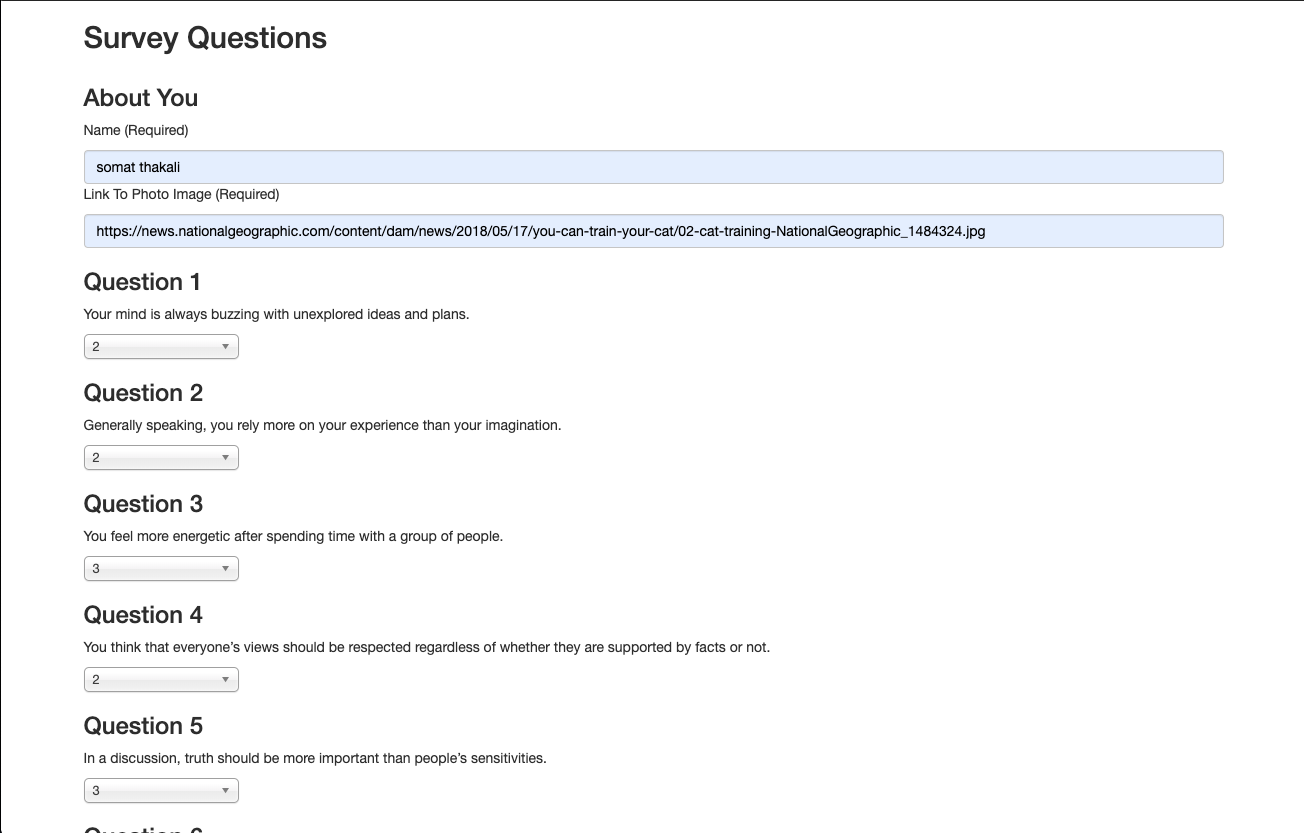 Survey Questions
About You
Name (Required)
somat thakali
Link To Photo Image (Required)
https://news.nationalgeographic.com/content/dam/news/2018/05/17/you-can-train-your-cat/02-cat-training-NationalGeographic_1484324.jpg
Question 1
Your mind is always buzzing with unexplored ideas and plans.
2
Question 2
Generally speaking, you rely more on your experience than your imagination.
2
Question 3
You feel more energetic after spending time with a group of people.
3
Question 4
You think that everyone’s views should be respected regardless of whether they are supported by facts or not.
2
Question 5
In a discussion, truth should be more important than people’s sensitivities.
3
Question 6